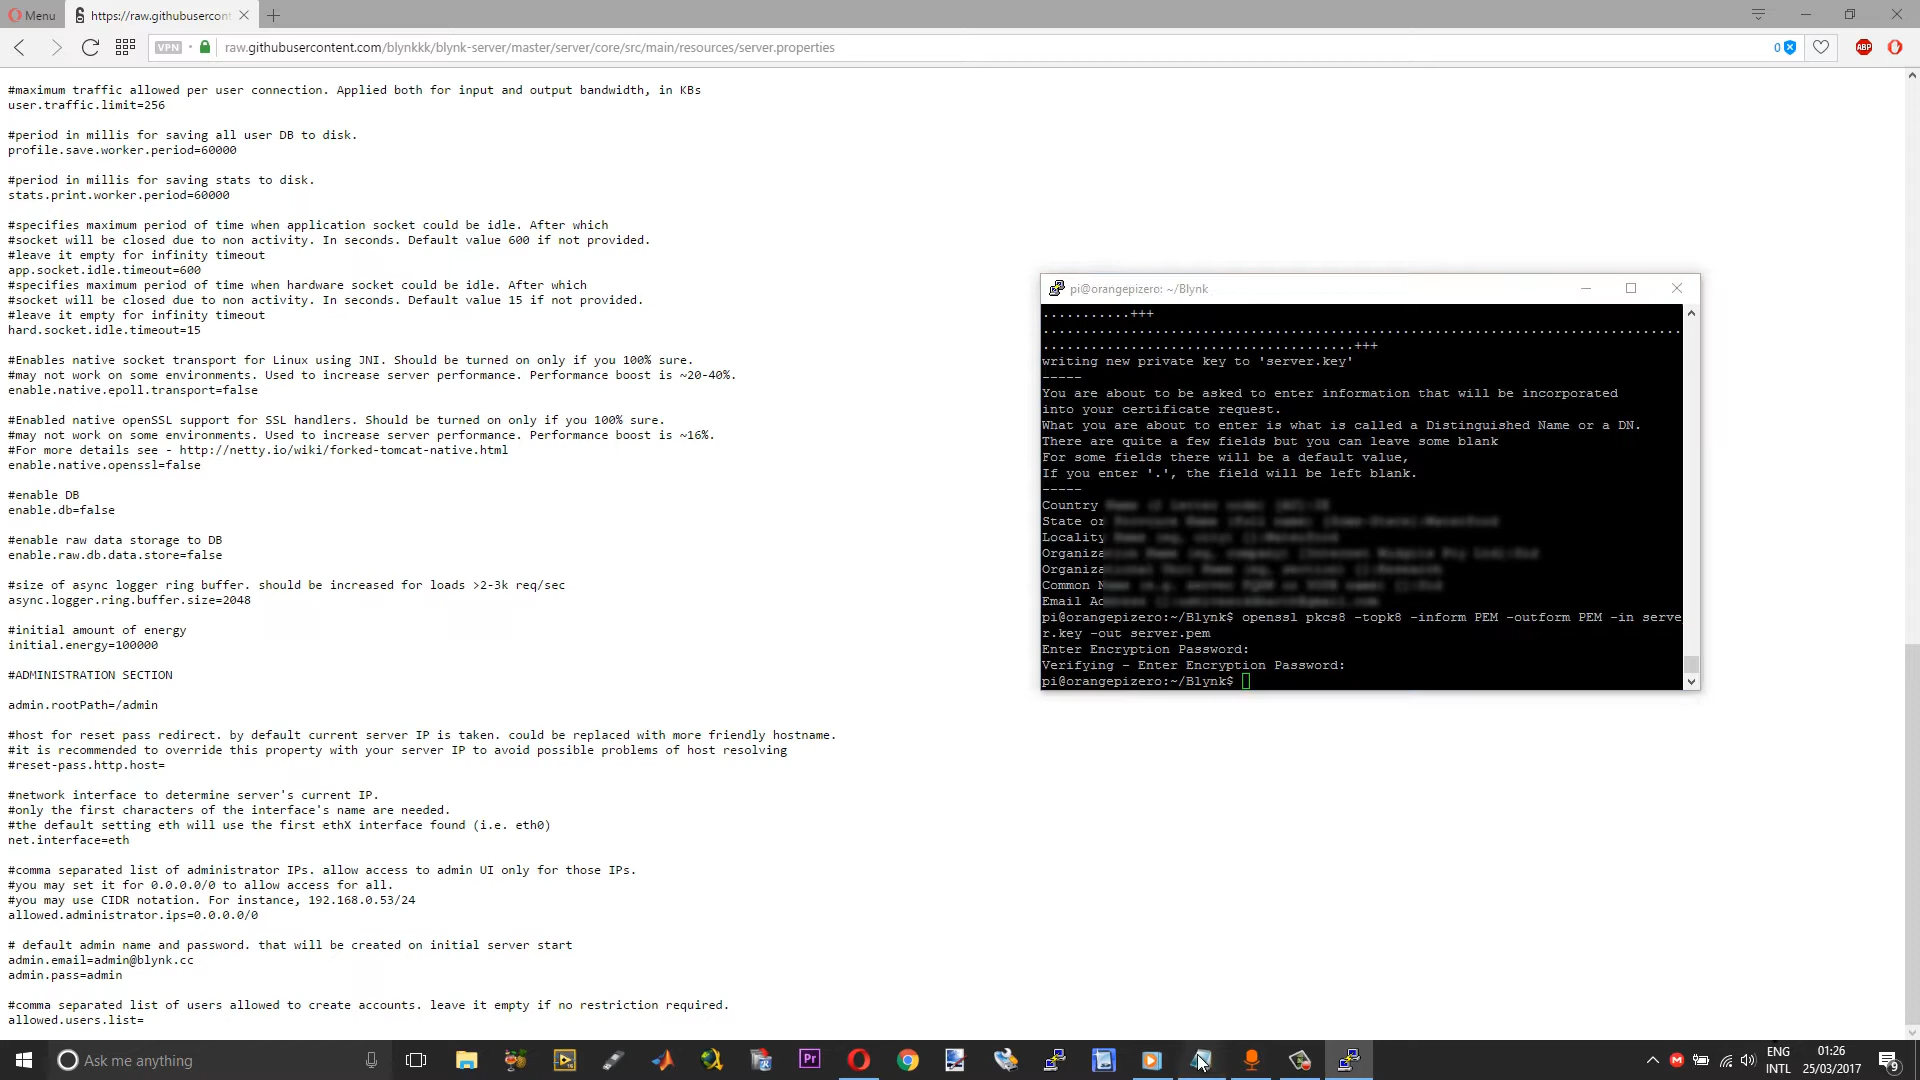 Menu
https://raw.githubusercont
VPN
raw.githubusercontent.com/blynkkk/blynk-server/master/server/core/src/main/resources/server.properties
0
ABP
#maximum traffic allowed per user connection. Applied both for input and output bandwidth, in KBs
user.traffic.limit=256
#period in millis for saving all user DB to disk.
profile.save.worker.period=60000
#period in millis for saving stats to disk.
stats.print.worker.period=60000
#specifies maximum period of time when application socket could be idle. After which
#socket will be closed due to non activity. In seconds. Default value 600 if not provided.
#leave it empty for infinity timeout
app.socket.idle.timeout=600
#specifies maximum period of time when hardware socket could be idle. After which
#socket will be closed due to non activity. In seconds. Default value 15 if not provided.
#leave it empty for infinity timeout
hard.socket.idle.timeout=15
#Enables native socket transport for Linux using JNI. Should be turned on only if you 100% sure.
#may not work on some environments. Used to increase server performance. Performance boost is ~20-40%.
enable.native.epoll.transport=false
#Enabled native openSSL support for SSL handlers. Should be turned on only if you 100% sure.
#may not work on some environments. Used to increase server performance. Performance boost is ~16%.
#For more details see - http://netty.io/wiki/forked-tomcat-native.html
enable.native.openssl=false
#enable DB
enable.db=false
#enable raw data storage to DB
enable.raw.db.data.store=false
#size of async logger ring buffer. should be increased for loads >2-3k req/sec
async.logger.ring.buffer.size=2048
#initial amount of energy
initial.energy=100000
#ADMINISTRATION SECTION
admin.rootPath=/admin
#host for reset pass redirect. by default current server IP is taken. could be replaced with more friendly hostname.
#it is recommended to override this property with your server IP to avoid possible problems of host resolving
#reset-pass.http.host=
#network interface to determine server's current IP.
#only the first characters of the interface's name are needed.
#the default setting eth will use the first ethX interface found (i.e. eth0)
net.interface=eth
#comma separated list of administrator IPs. allow access to admin UI only for those IPs.
#you may set it for 0.0.0.0/0 to allow access for all.
#you may use CIDR notation. For instance, 192.168.0.53/24
allowed.administrator.ips=0.0.0.0/0
# default admin name and password. that will be created on initial server start
admin.email=admin@blynk.cc
admin.pass=admin
#comma separated list of users allowed to create accounts. leave it empty if no restriction required.
allowed.users.list=
pi@orangepizero: ~/Blynk
...........+++
................................................................................
.......................................+++
writing new private key to 'server.key'
-----
You are about to be asked to enter information that will be incorporated
into your certificate request.
What you are about to enter is what is called a Distinguished Name or a DN.
There are quite a few fields but you can leave some blank
For some fields there will be a default value,
If you enter '.', the field will be left blank.
-----
Country
State or
Locality
Organiza
Organiza
Common
Email
pi@orangepizero:~/Blynk$ openssl pkcs8 -topk8 -inform PEM -outform PEM -in serve
r.key -out server.pem
Enter Encryption Password:
Verifying - Enter Encryption Password:
pi@orangepizero:~/Blynk$
Ask me anything
Pr
ENG
INTL
01:26
25/03/2017
9